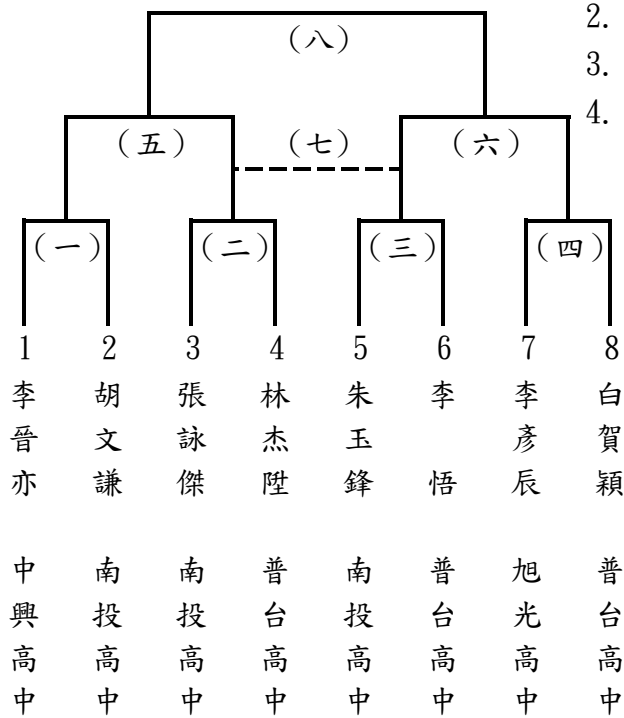 2.
（八）
3.
4.
（五） （七） （六）
（一） （二） （三） （四）
1 2 3 4 5 6 7 8
李晉亦 胡文謙 張詠傑 林杰陞 朱玉鋒 李悟 李彥辰 白賀穎
中興高中 南投高中 南投高中 普台高中 南投高中 普台高中 旭光高中 普台高中